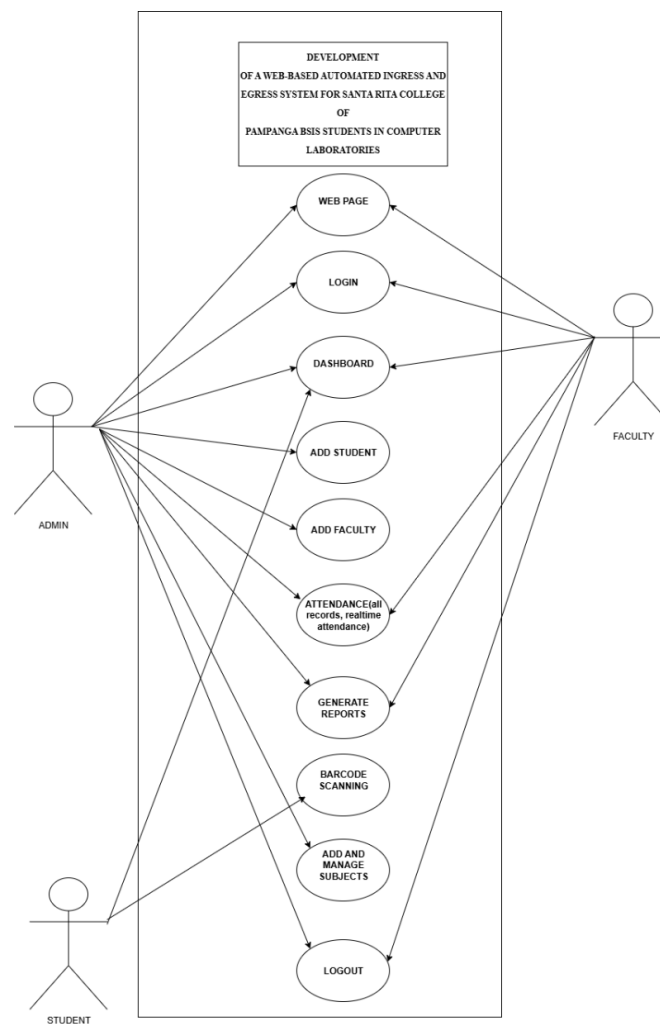 DEVELOPMENT
OF A WEB-BASED AUTOMATED INGRESS AND
EGRESS SYSTEM FOR SANTA RITA COLLEGE
OF
PAMPANGA BSIS STUDENTS IN COMPUTER
LABORATORIES
WEB PAGE
LOGIN
DASHBOARD
ADD STUDENT
ADD FACULTY
ATTENDANCE(all
records, realtime
attendance)
GENERATE
REPORTS
BARCODE
SCANNING
ADD AND
MANAGE
SUBJECTS
LOGOUT
ADMIN
FACULTY
STUDENT